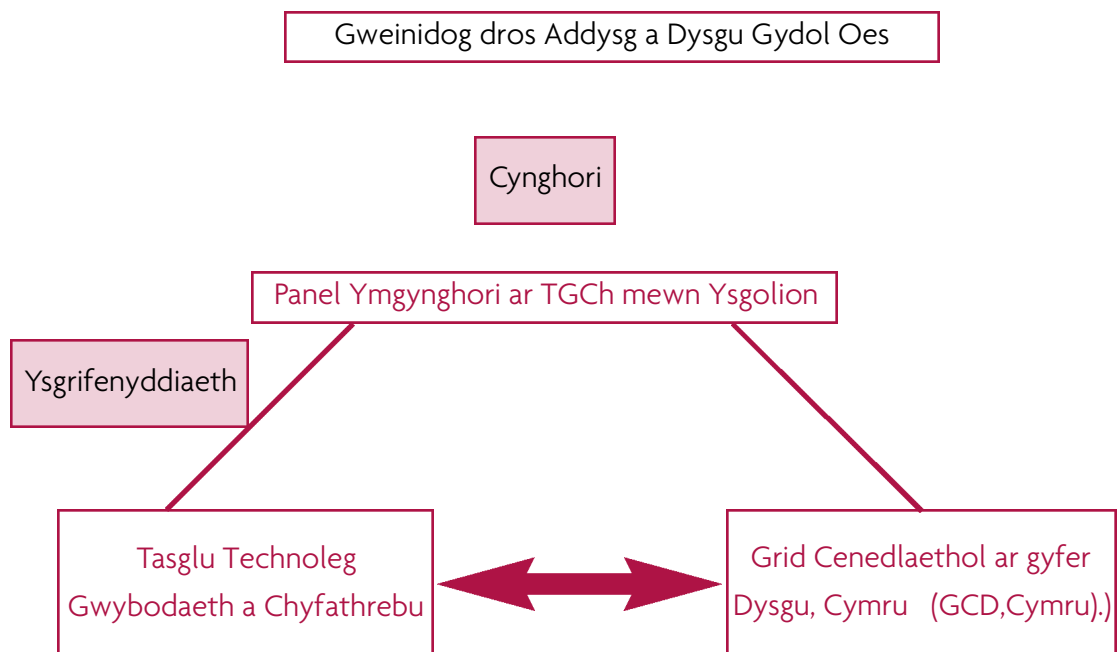 Gweinidog dros Addysg a Dysgu Gydol Oes
Cynghori
Panel Ymgynghori ar TGCh mewn Ysgolion
Ysgrifenyddiaeth
Tasglu Technoleg
Gwybodaeth a Chyfathrebu
Grid Cenedlaethol ar gyfer
Dysgu, Cymru (GCD,Cymru).)